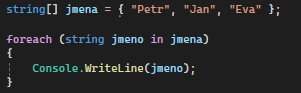 string[] jmena = { "Petr", "Jan", "Eva" };
foreach (string jmeno in jmena)
{
    Console.WriteLine(jmeno);
}